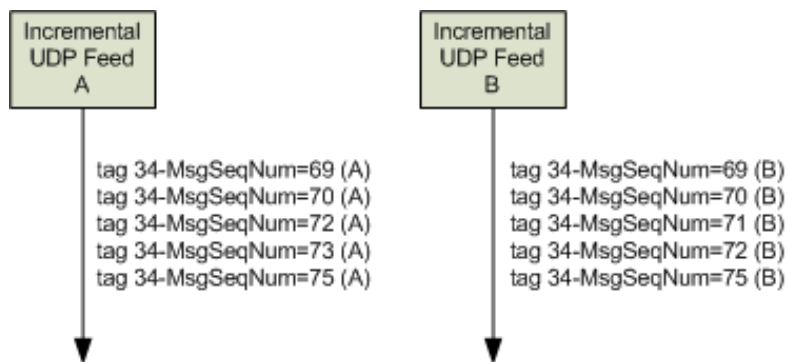 Incremental
UDP Feed
A
tag 34-MsgSeqNum=69 (A)
tag 34-MsgSeqNum=70 (A)
tag 34-MsgSeqNum=72 (A)
tag 34-MsgSeqNum=73 (A)
tag 34-MsgSeqNum=75 (A)
Incremental
UDP Feed
B
tag 34-MsgSeqNum=69 (B)
tag 34-MsgSeqNum=70 (B)
tag 34-MsgSeqNum=71 (B)
tag 34-MsgSeqNum=72 (B)
tag 34-MsgSeqNum=75 (B)